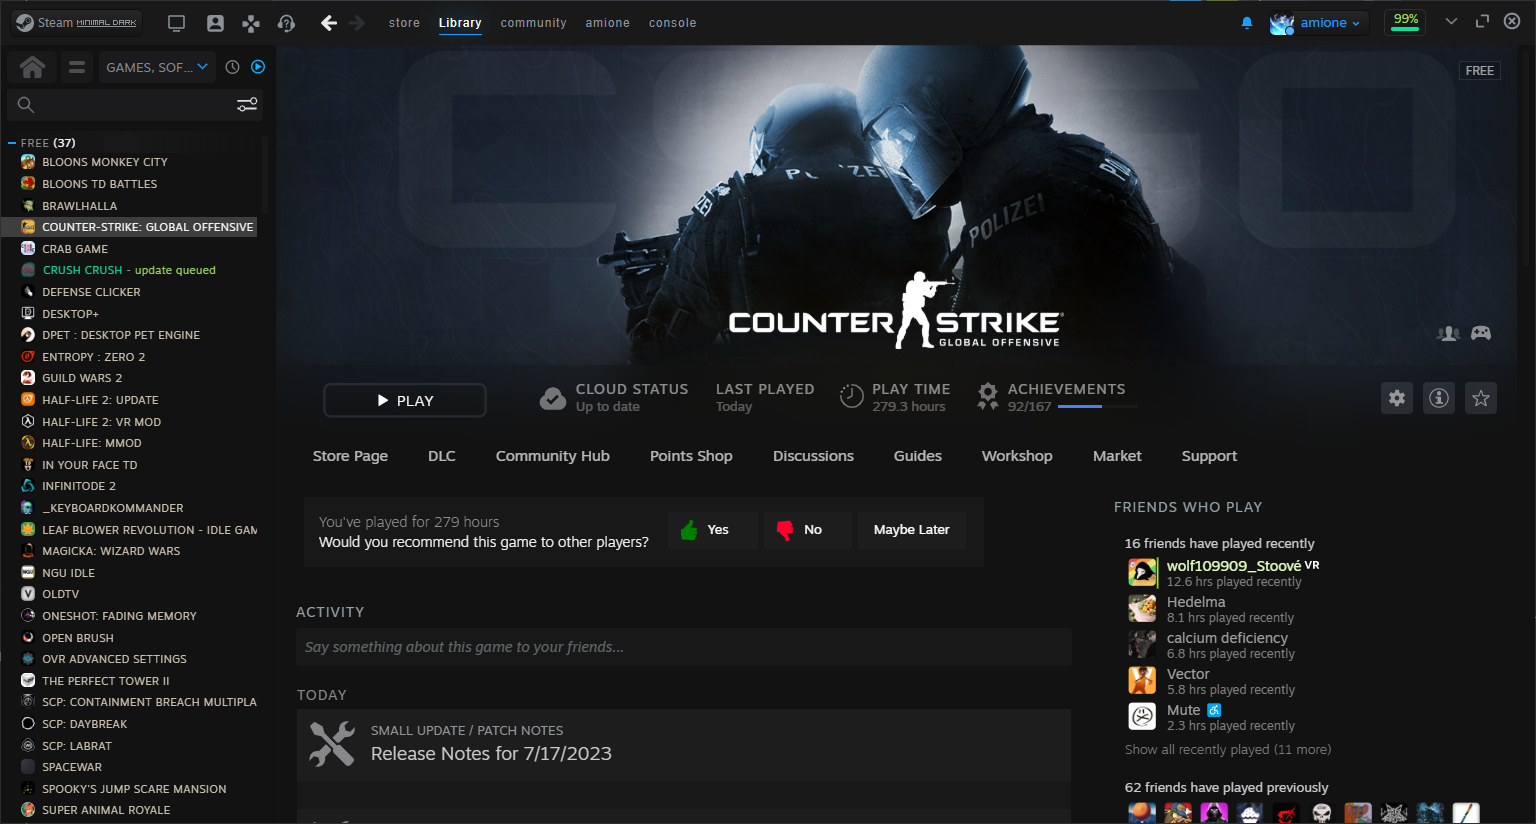 Steam MINIMAL DARK
store Library community amione console
amione
99%
GAMES, SOF...
FREE (37)
BLOONS MONKEY CITY
BLOONS TD BATTLES
BRAWLHALLA
COUNTER-STRIKE: GLOBAL OFFENSIVE
CRAB GAME
CRUSH CRUSH - update queued
DEFENSE CLICKER
DESKTOP+
DPET : DESKTOP PET ENGINE
ENTROPY : ZERO 2
GUILD WARS 2
HALF-LIFE 2: UPDATE
HALF-LIFE 2: VR MOD
HALF-LIFE: MMOD
IN YOUR FACE TD
INFINITODE 2
_KEYBOARDKOMMANDER
LEAF BLOWER REVOLUTION - IDLE GAM
MAGICKA: WIZARD WARS
NGU IDLE
OLDTV
ONESHOT: FADING MEMORY
OPEN BRUSH
OVR ADVANCED SETTINGS
THE PERFECT TOWER II
SCP: CONTAINMENT BREACH MULTIPLA
SCP: DAYBREAK
SCP: LABRAT
SPACEWAR
SPOOKY'S JUMP SCARE MANSION
SUPER ANIMAL ROYALE
CS GO
FREE
POLIZEI
POLIZEI
COUNTER STRIKE
GLOBAL OFFENSIVE
PLAY
CLOUD STATUS
Up to date
LAST PLAYED
Today
PLAY TIME
279.3 hours
ACHIEVEMENTS
92/167
Store Page DLC Community Hub Points Shop Discussions Guides Workshop Market Support
You've played for 279 hours
Would you recommend this game to other players?
Yes No Maybe Later
ACTIVITY
Say something about this game to your friends...
TODAY
SMALL UPDATE / PATCH NOTES
Release Notes for 7/17/2023
FRIENDS WHO PLAY
16 friends have played recently
wolf109909_Stoové VR
12.6 hrs played recently
Hedelma
8.1 hrs played recently
calcium deficiency
6.8 hrs played recently
Vector
5.8 hrs played recently
Mute
2.3 hrs played recently
Show all recently played (11 more)
62 friends have played previously